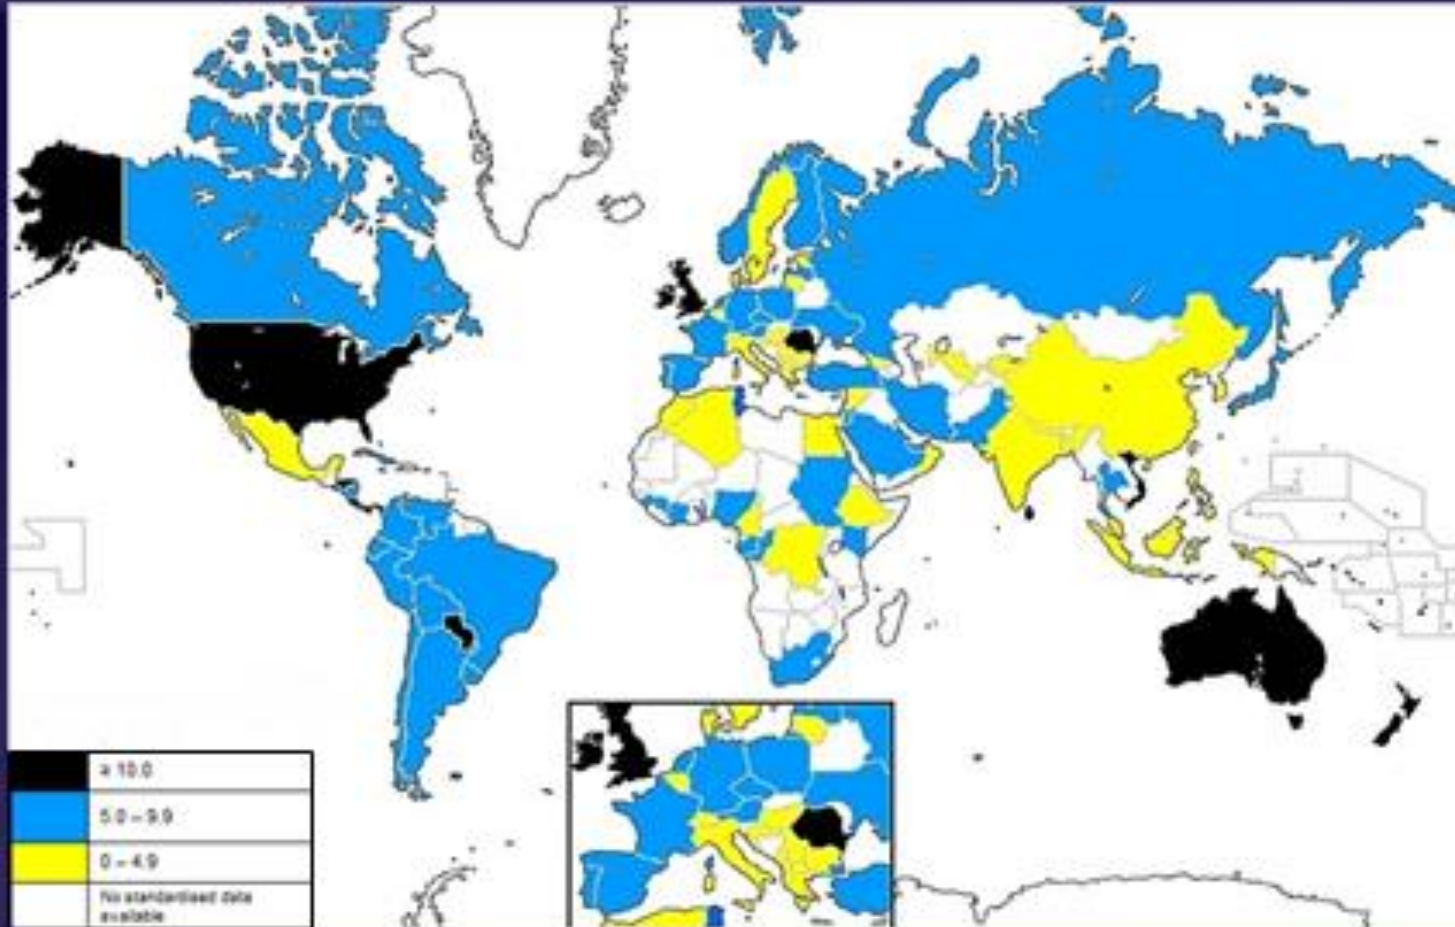 ≥ 10.0
5.0 – 9.9
0 – 4.9
No standardised data
available